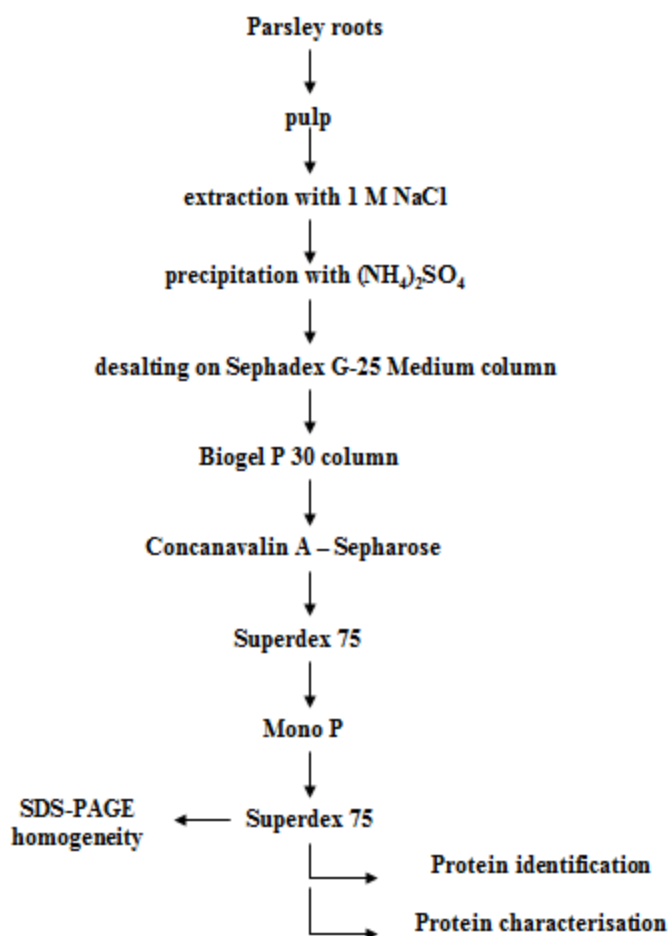 Parsley roots
pulp
extraction with 1 M NaCl
precipitation with (NH₄)₂SO₄
desalting on Sephadex G-25 Medium column
Biogel P 30 column
Concanavalin A – Sepharose
Superdex 75
Mono P
SDS-PAGE
homogeneity
Superdex 75
Protein identification
Protein characterisation